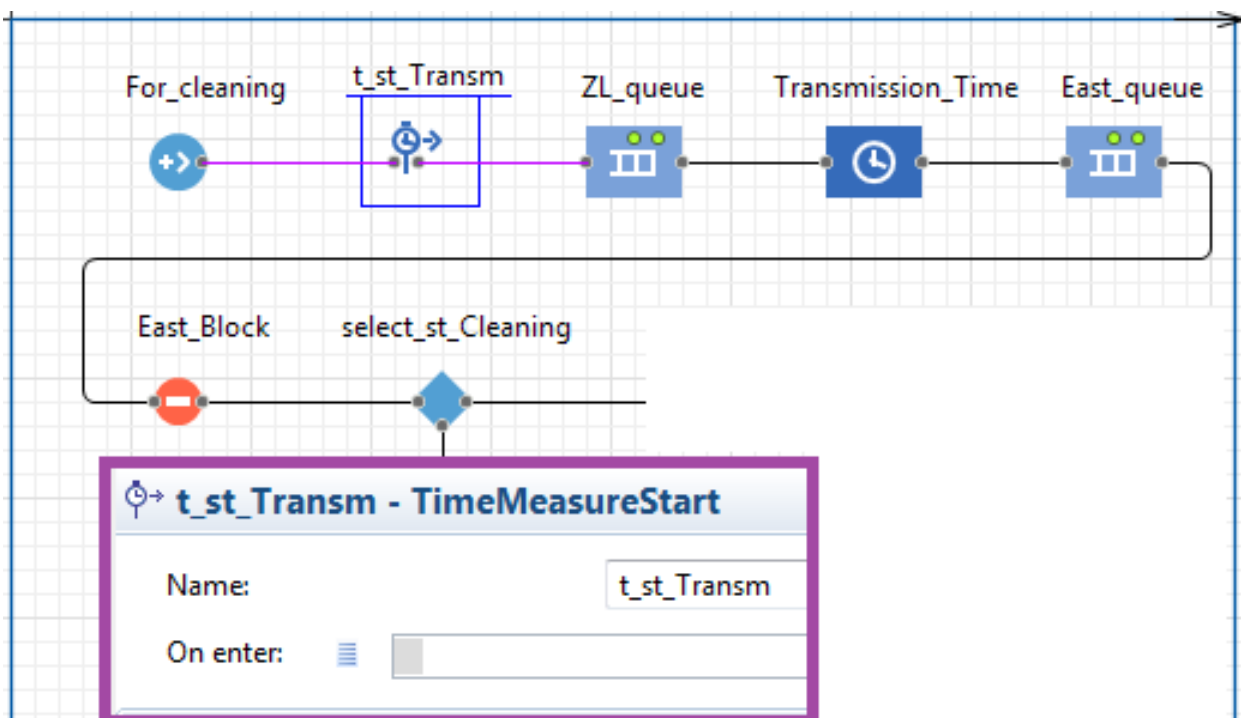 For_cleaning
t_st_Transm
ZL_queue
Transmission_Time
East_queue
East_Block
select_st_Cleaning
t_st_Transm - TimeMeasureStart
Name:
t_st_Transm
On enter: